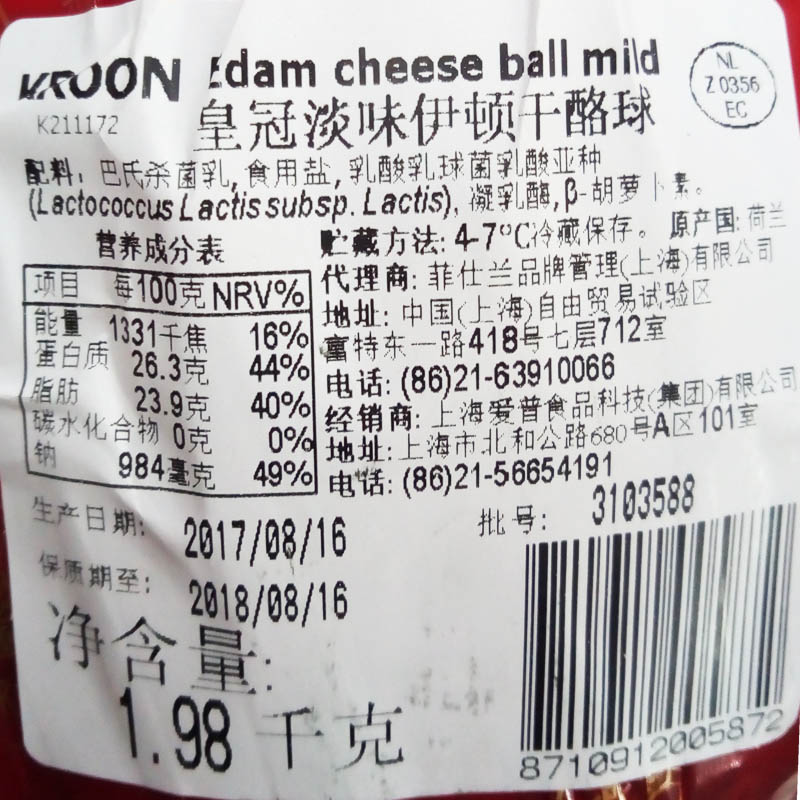 KROON Edam cheese ball mild
K211172
皇冠淡味伊顿干酪球
NL
Z 0356
EC
配料: 巴氏杀菌乳, 食用盐, 乳酸乳球菌乳酸亚种
(Lactococcus Lactis subsp. Lactis), 凝乳酶, β-胡萝卜素。
营养成分表
项目 每100克 NRV%
能量 1331千焦 16%
蛋白质 26.3克 44%
脂肪 23.9克 40%
碳水化合物 0克 0%
钠 984毫克 49%
贮藏方法: 4-7°C冷藏保存。 原产国: 荷兰
代理商: 菲仕兰品牌管理(上海)有限公司
地址: 中国(上海)自由贸易试验区
富特东一路418号七层712室
电话: (86)21-63910066
经销商: 上海爱普食品科技(集团)有限公司
地址: 上海市北和公路680号A区101室
电话: (86)21-56654191
生产日期: 2017/08/16
批号: 3103588
保质期至: 2018/08/16
净含量:
1.98 千克
8710912005872